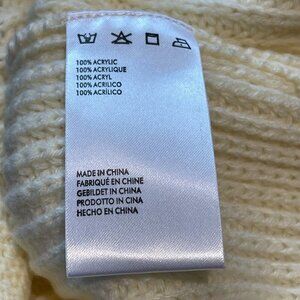 100% ACRYLIC
100% ACRYLIQUE
100% ACRYL
100% ACRILICO
100% ACRÍLICO
MADE IN CHINA
FABRIQUÉ EN CHINE
GEBILDET IN CHINA
PRODOTTO IN CINA
HECHO EN CHINA